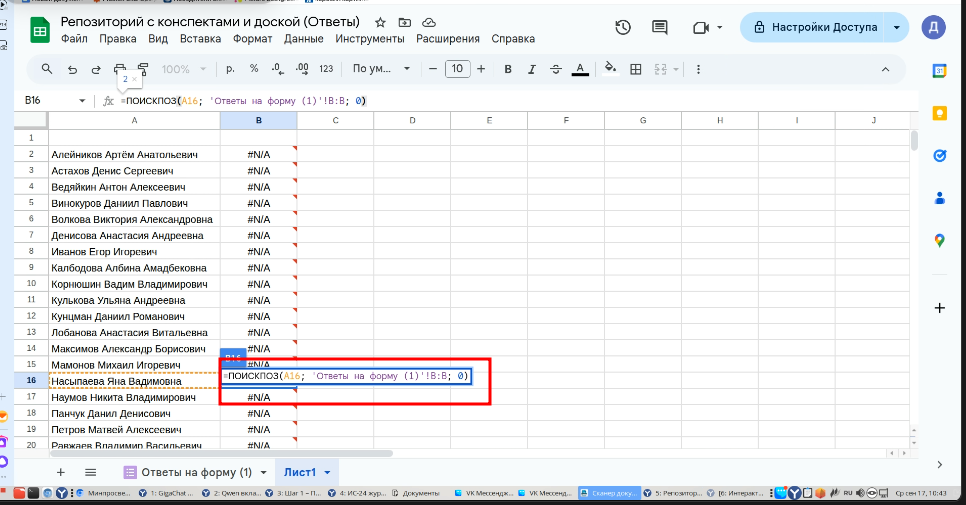 Репозиторий с конспектами и доской (Ответы)
Файл Правка Вид Вставка Формат Данные Инструменты Расширения Справка
Настройки Доступа
Д
100% р. % .0 .00 123 По ум... 10 B I A
2 ×
B16 fx =ПОИСКПОЗ(A16; 'Ответы на форму (1)'!B:B; 0)
A B C D E F G H I J
1
2 Алейников Артём Анатольевич #N/A
3 Астахов Денис Сергеевич #N/A
4 Ведяйкин Антон Алексеевич #N/A
5 Винокуров Даниил Павлович #N/A
6 Волкова Виктория Александровна #N/A
7 Денисова Анастасия Андреевна #N/A
8 Иванов Егор Игоревич #N/A
9 Калбодова Албина Амадбековна #N/A
10 Корнюшин Вадим Владимирович #N/A
11 Кулькова Ульяна Андреевна #N/A
12 Кунцман Даниил Романович #N/A
13 Лобанова Анастасия Витальевна #N/A
14 Максимов Александр Борисович #N/A
15 Мамонов Михаил Игоревич #N/A
B16
16 Насыпаева Яна Вадимовна =ПОИСКПОЗ(A16; 'Ответы на форму (1)'!B:B; 0)
17 Наумов Никита Владимирович #N/A
18 Панчук Данил Денисович #N/A
19 Петров Матвей Алексеевич #N/A
20 Равжаев Владимир Васильевич #N/A
31
+ Ответы на форму (1) Лист1
Минпросве... 1: GigaChat ... 2: Qwen вкла... 3: Шаг 1 – П... 4: ИС-24 жур... Документы VK Мессендж... VK Мессенд... Сканер доку... 5: Репозитор... [6: Интеракт... RU Ср сен 17, 10:43